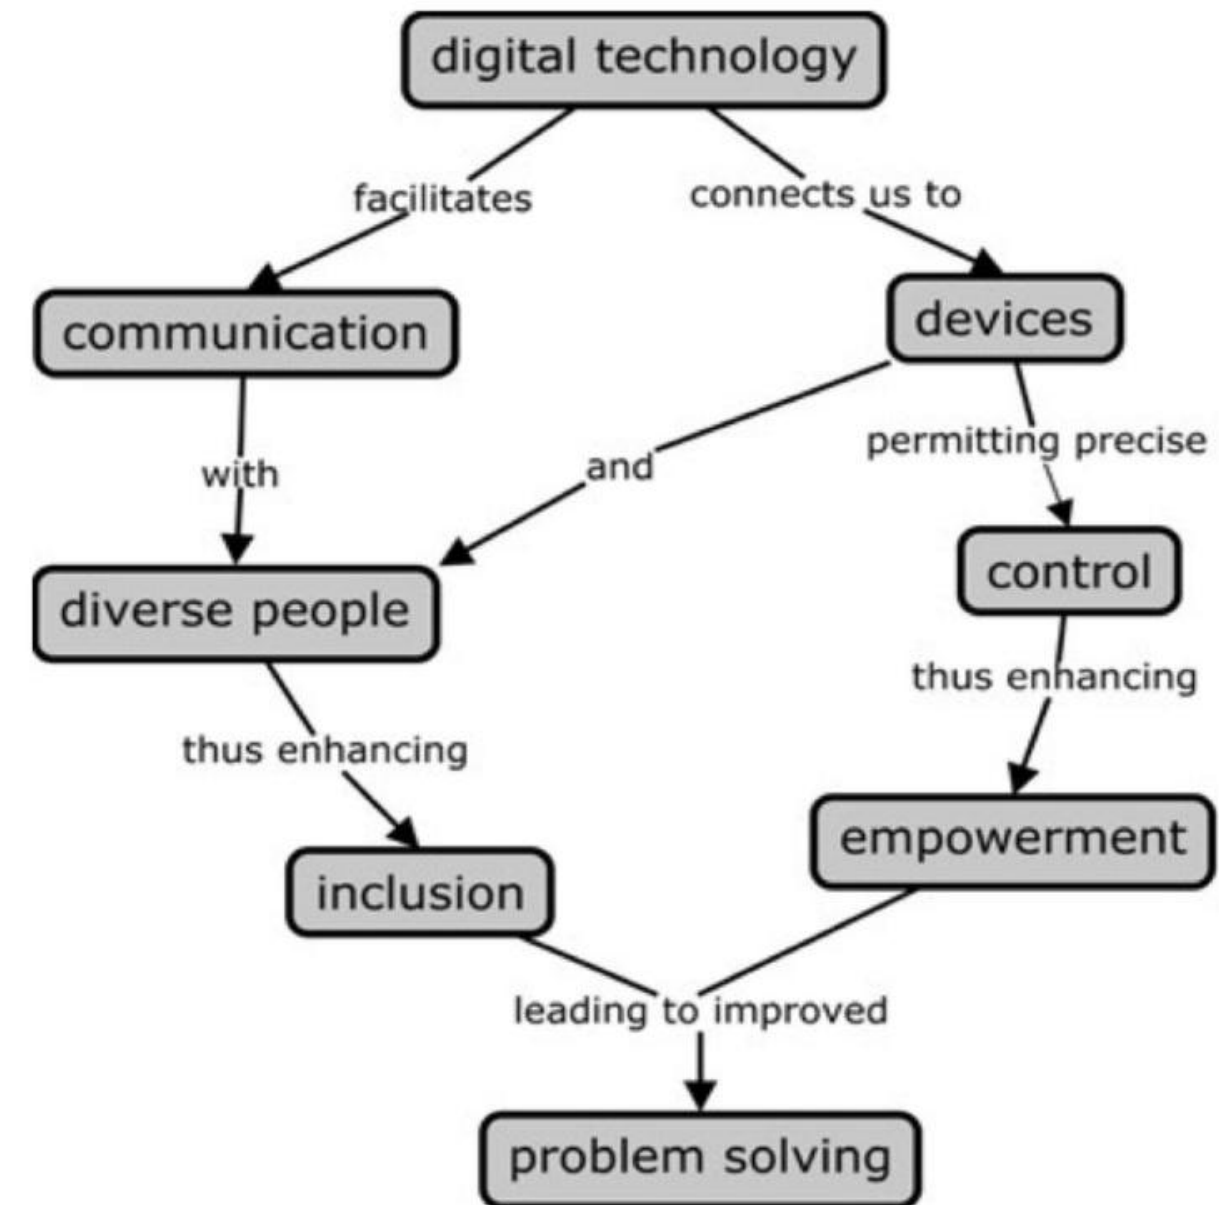 digital technology
facilitates
connects us to
communication
devices
permitting precise
with
and
control
diverse people
thus enhancing
thus enhancing
empowerment
inclusion
leading to improved
problem solving